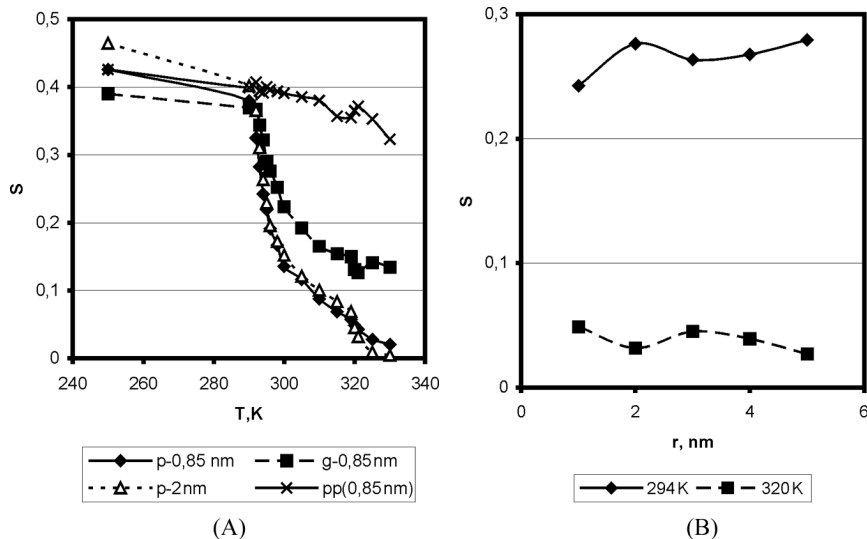 0,5
0,4
0,3
0,2
0,1
0
S
240 260 280 300 320 340
T,K
p-0,85 nm g-0,85nm
p-2nm pp(0,85nm)
(A)
0,3
0,2
0,1
0
S
0 2 4 6
r, nm
294K 320K
(B)